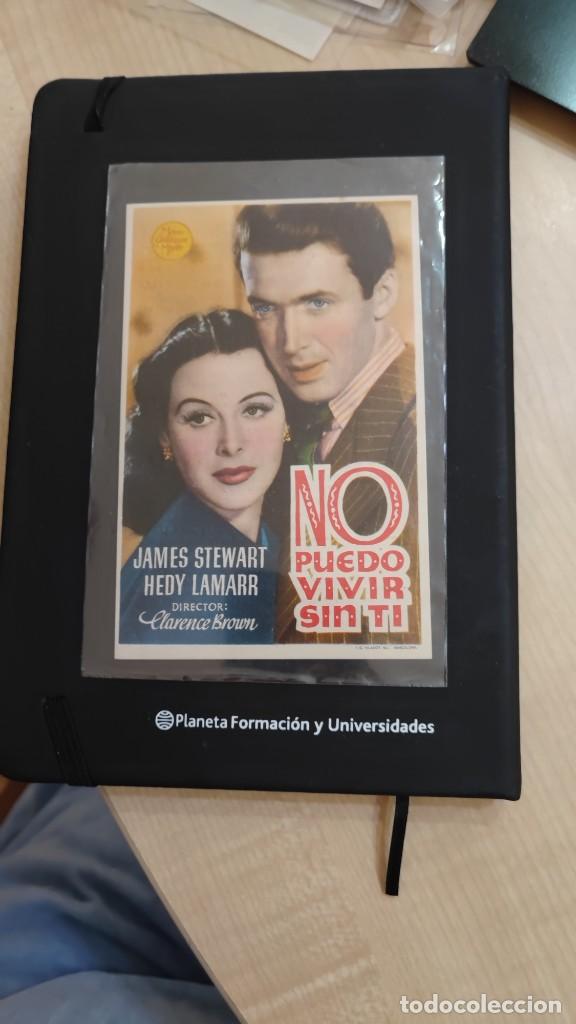 NO
PUEDO
VIVIR
SIN TI
JAMES STEWART
HEDY LAMARR
DIRECTOR:
Clarence Brown
Planeta Formación y Universidades
todocoleccion